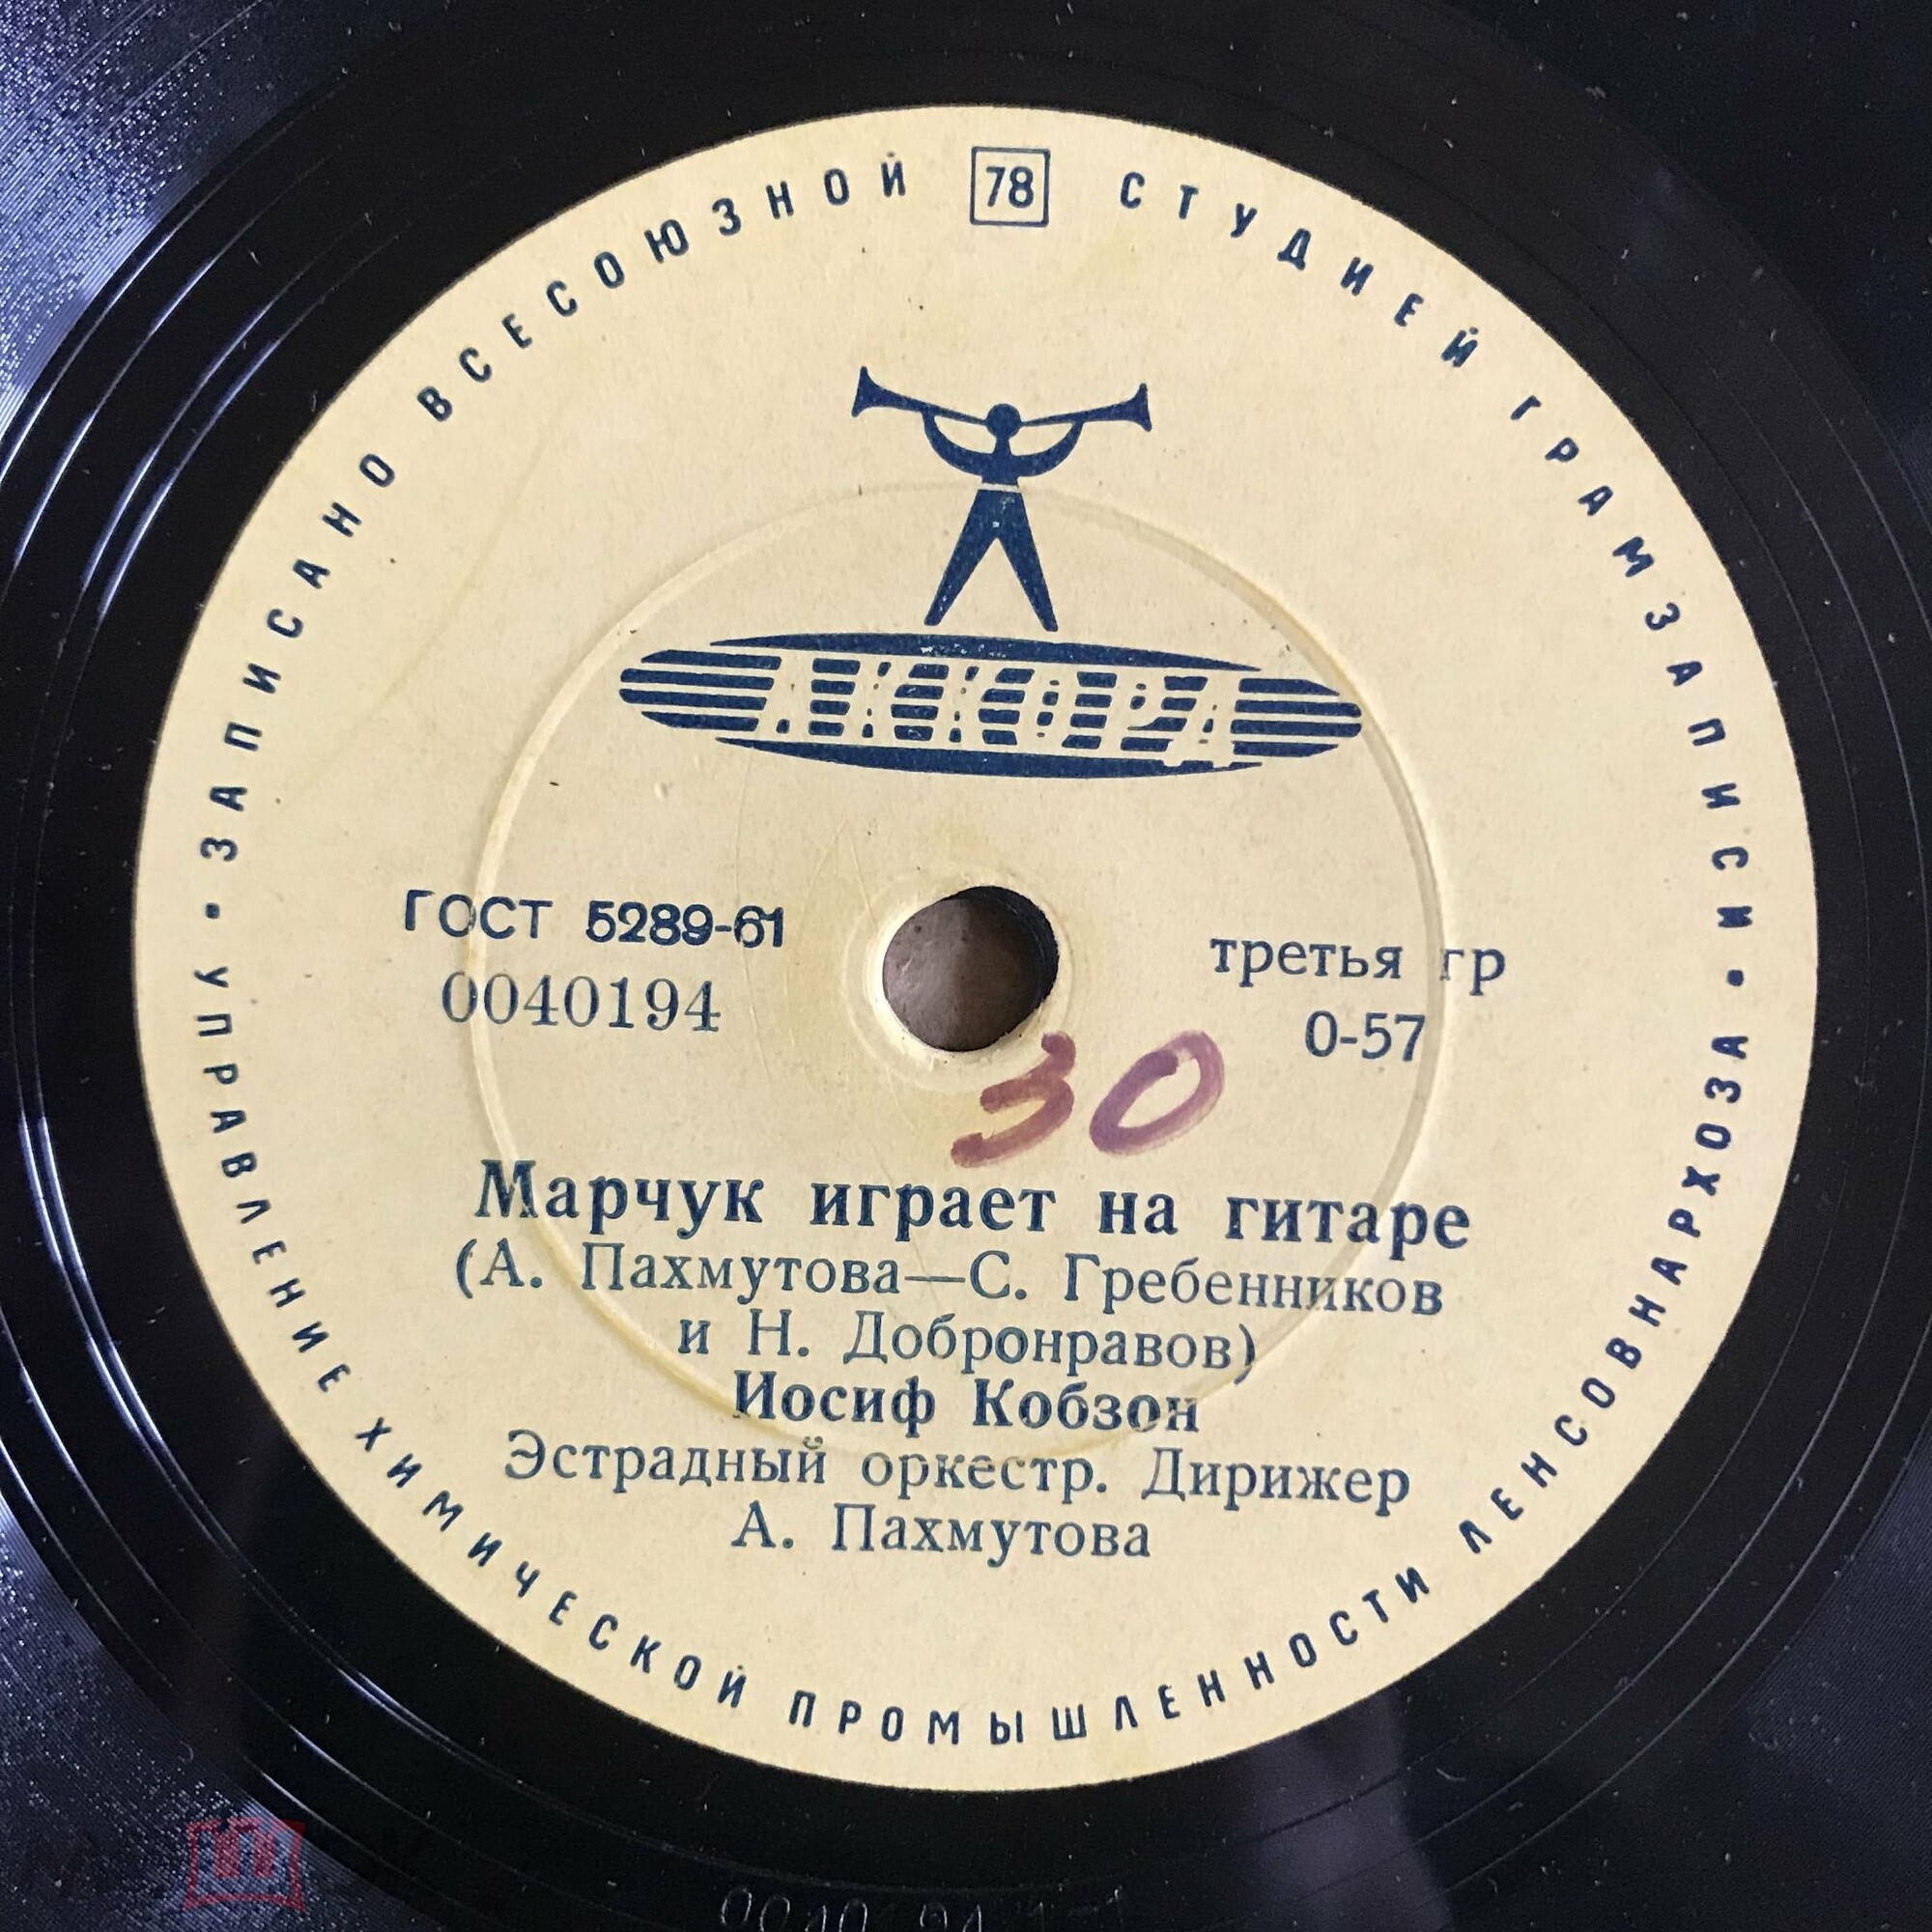 ЗАПИСАНО ВСЕСОЮЗНОЙ 78 СТУДИЕЙ ГРАМЗАПИСИ
АККОРД
ГОСТ 5289-61
0040194
третья гр
0-57
30
Марчук играет на гитаре
(А. Пахмутова—С. Гребенников
и Н. Добронравов)
Иосиф Кобзон
Эстрадный оркестр. Дирижер
А. Пахмутова
УПРАВЛЕНИЕ ХИМИЧЕСКОЙ ПРОМЫШЛЕННОСТИ ЛЕНСОВНАРХОЗА
0040194